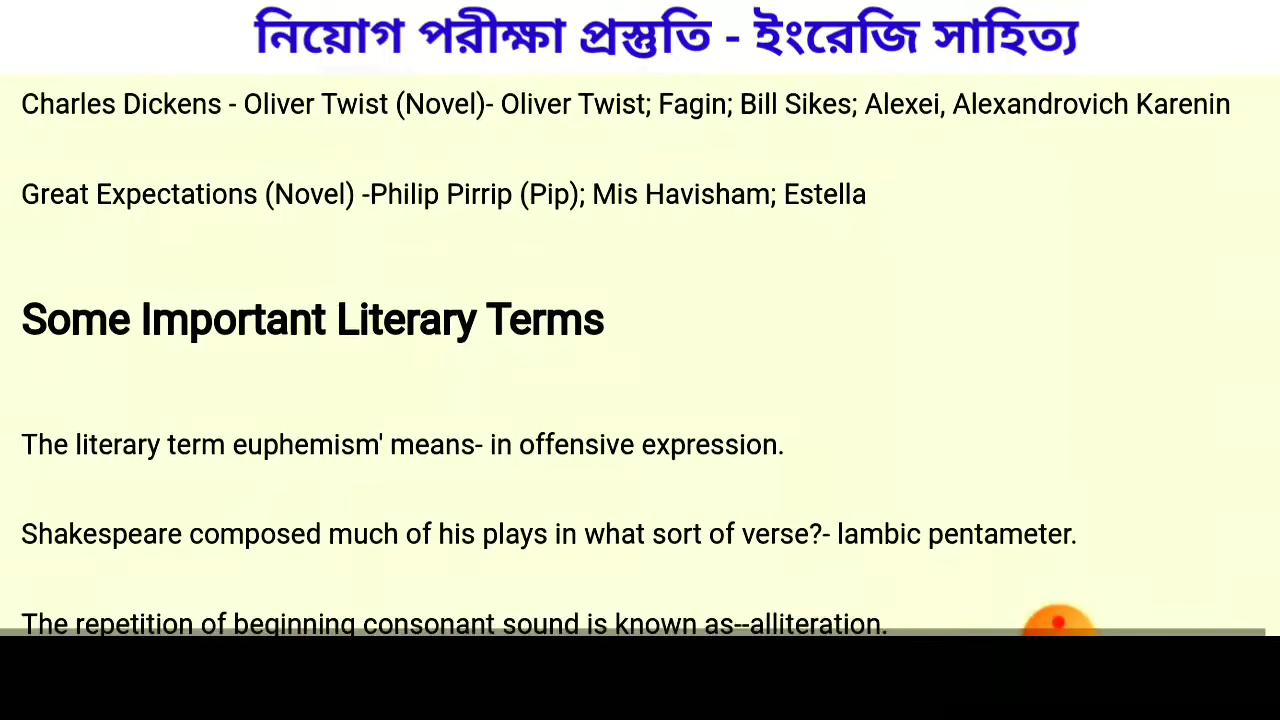 নিয়োগ পরীক্ষা প্রস্তুতি - ইংরেজি সাহিত্য
Charles Dickens - Oliver Twist (Novel)- Oliver Twist; Fagin; Bill Sikes; Alexei, Alexandrovich Karenin
Great Expectations (Novel) -Philip Pirrip (Pip); Mis Havisham; Estella
Some Important Literary Terms
The literary term euphemism' means- in offensive expression.
Shakespeare composed much of his plays in what sort of verse?- lambic pentameter.
The repetition of beginning consonant sound is known as--alliteration.